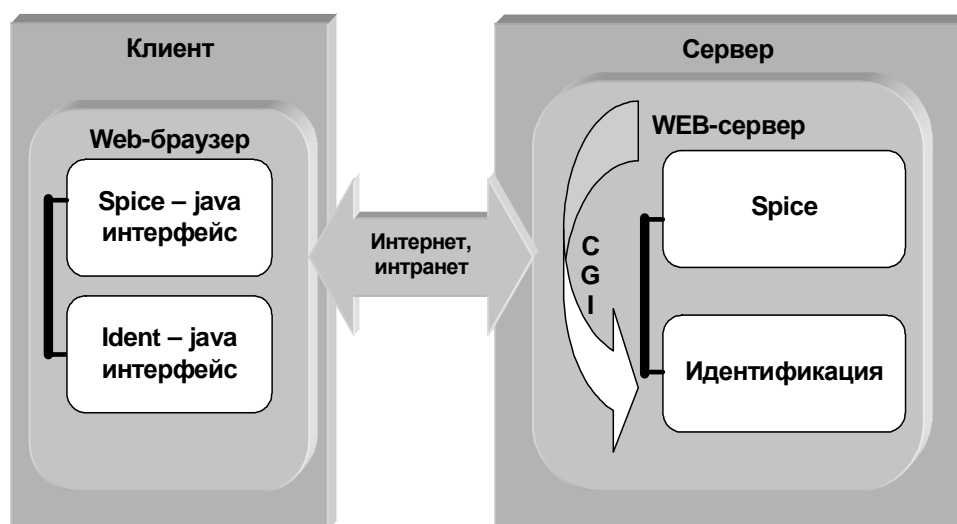 Клиент
Web-браузер
Spice – java
интерфейс
Ident – java
интерфейс
Интернет,
интранет
Сервер
WEB-сервер
C
G
I
Spice
Идентификация